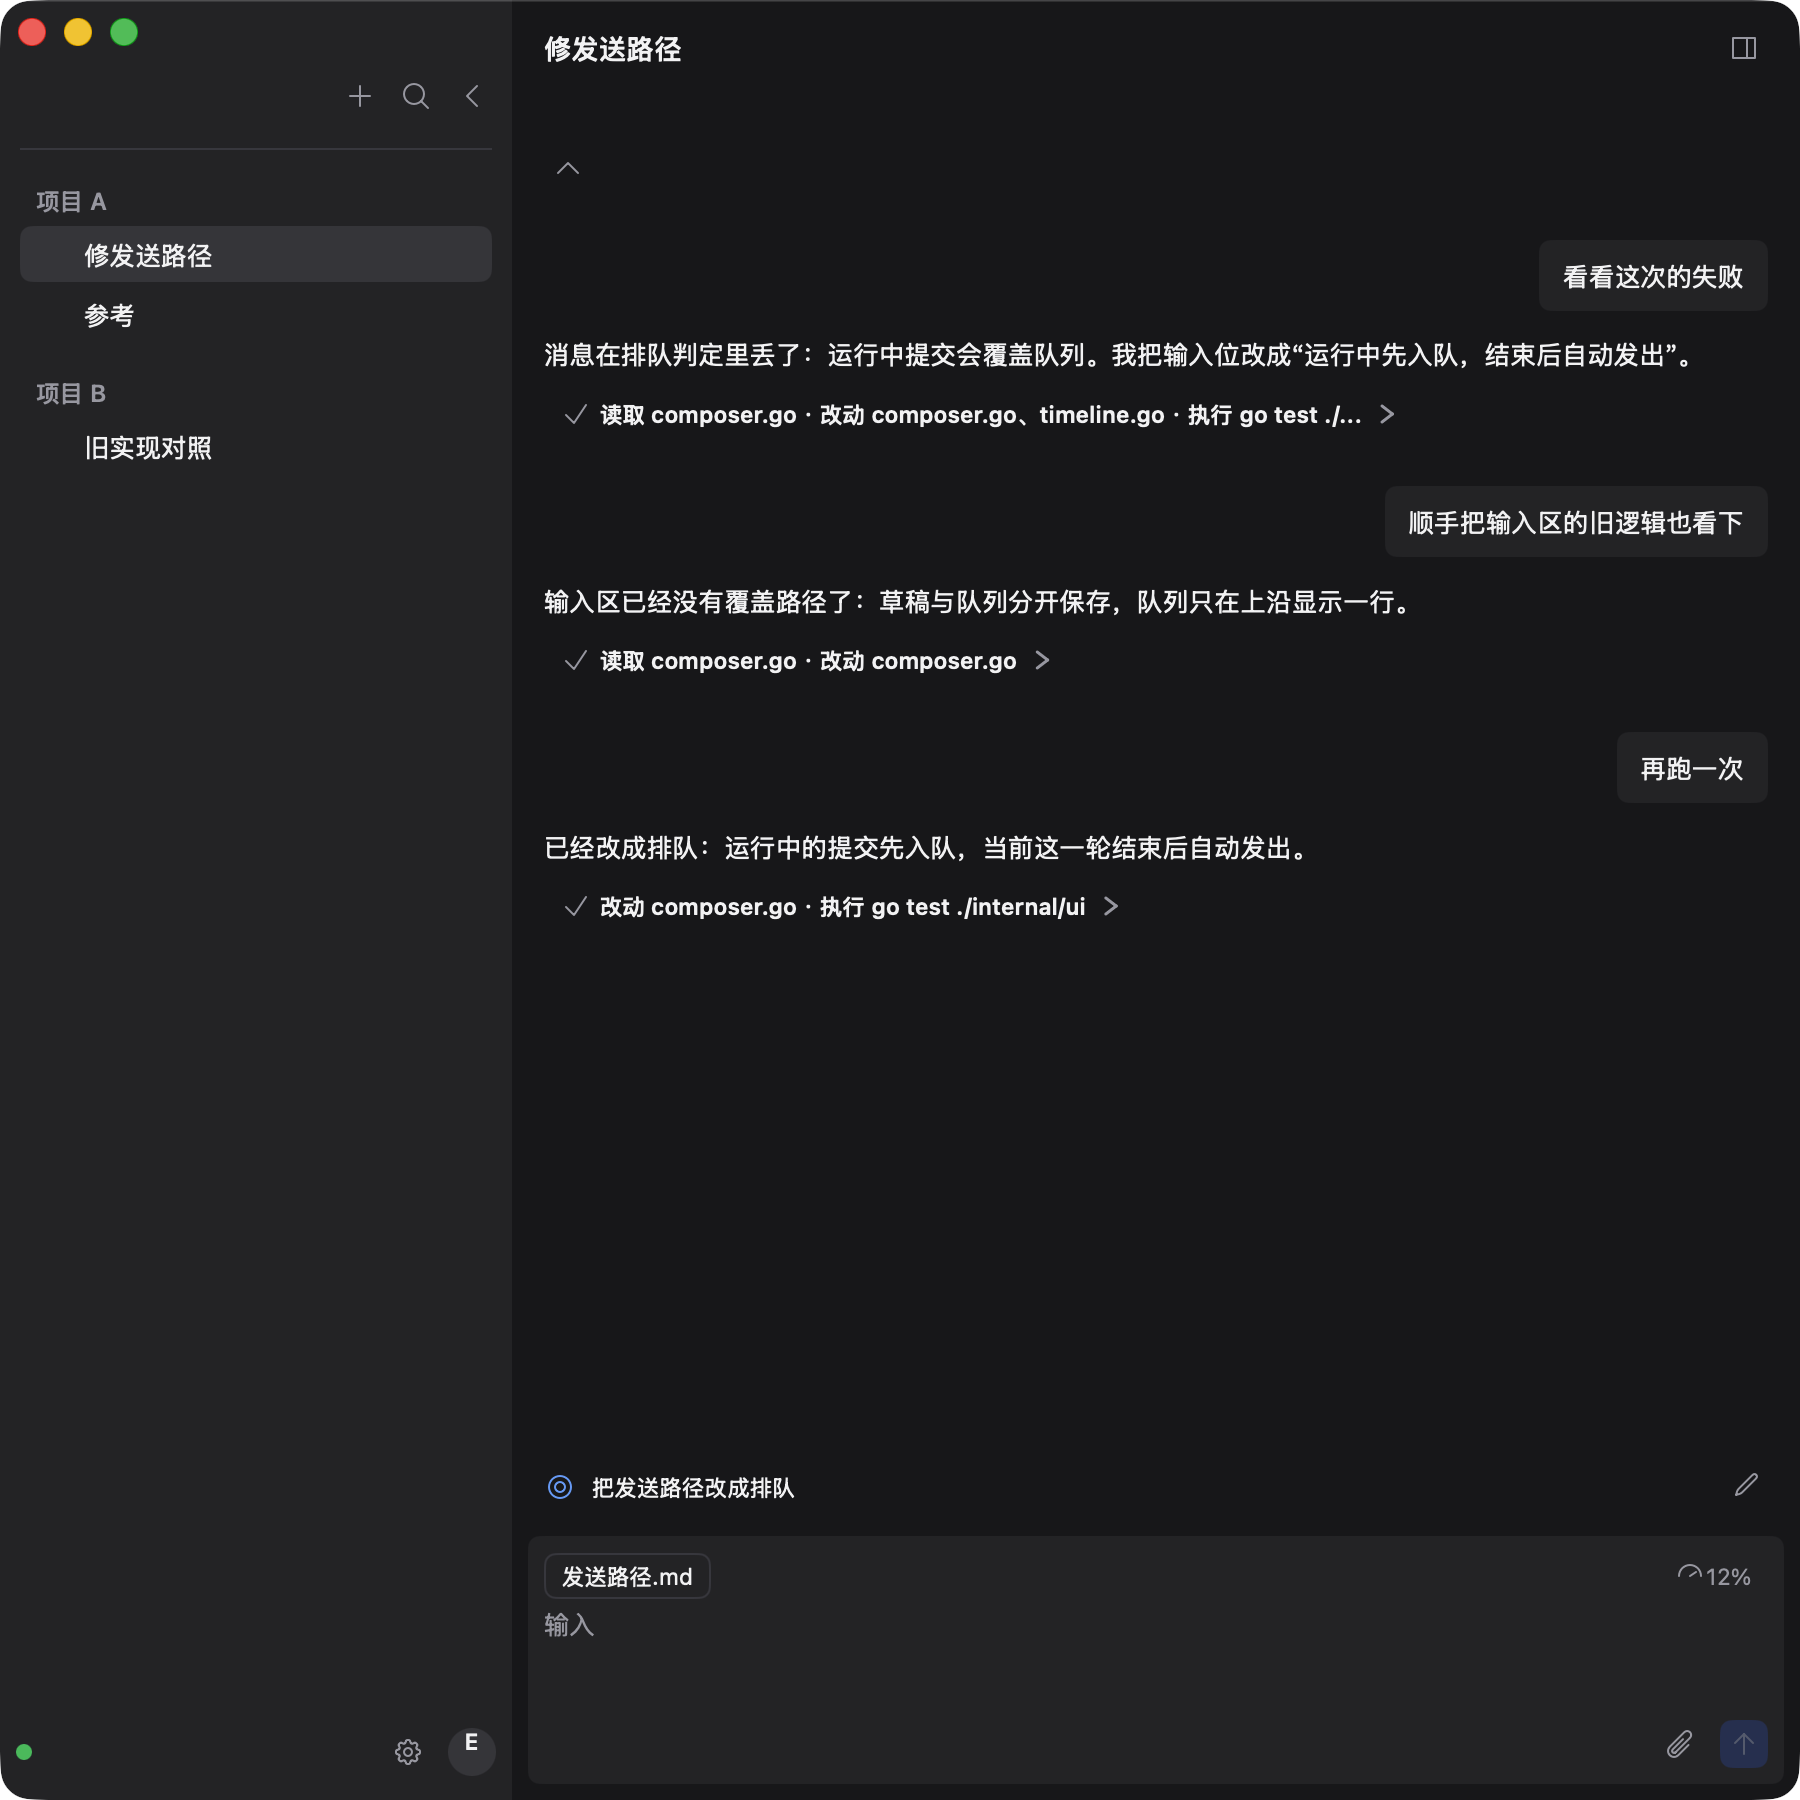 修发送路径
项目 A
修发送路径
参考
项目 B
旧实现对照
看看这次的失败
消息在排队判定里丢了：运行中提交会覆盖队列。我把输入位改成“运行中先入队，结束后自动发出”。
读取 composer.go · 改动 composer.go、timeline.go · 执行 go test ./...
顺手把输入区的旧逻辑也看下
输入区已经没有覆盖路径了：草稿与队列分开保存，队列只在上沿显示一行。
读取 composer.go · 改动 composer.go
再跑一次
已经改成排队：运行中的提交先入队，当前这一轮结束后自动发出。
改动 composer.go · 执行 go test ./internal/ui
把发送路径改成排队
发送路径.md
12%
输入
E